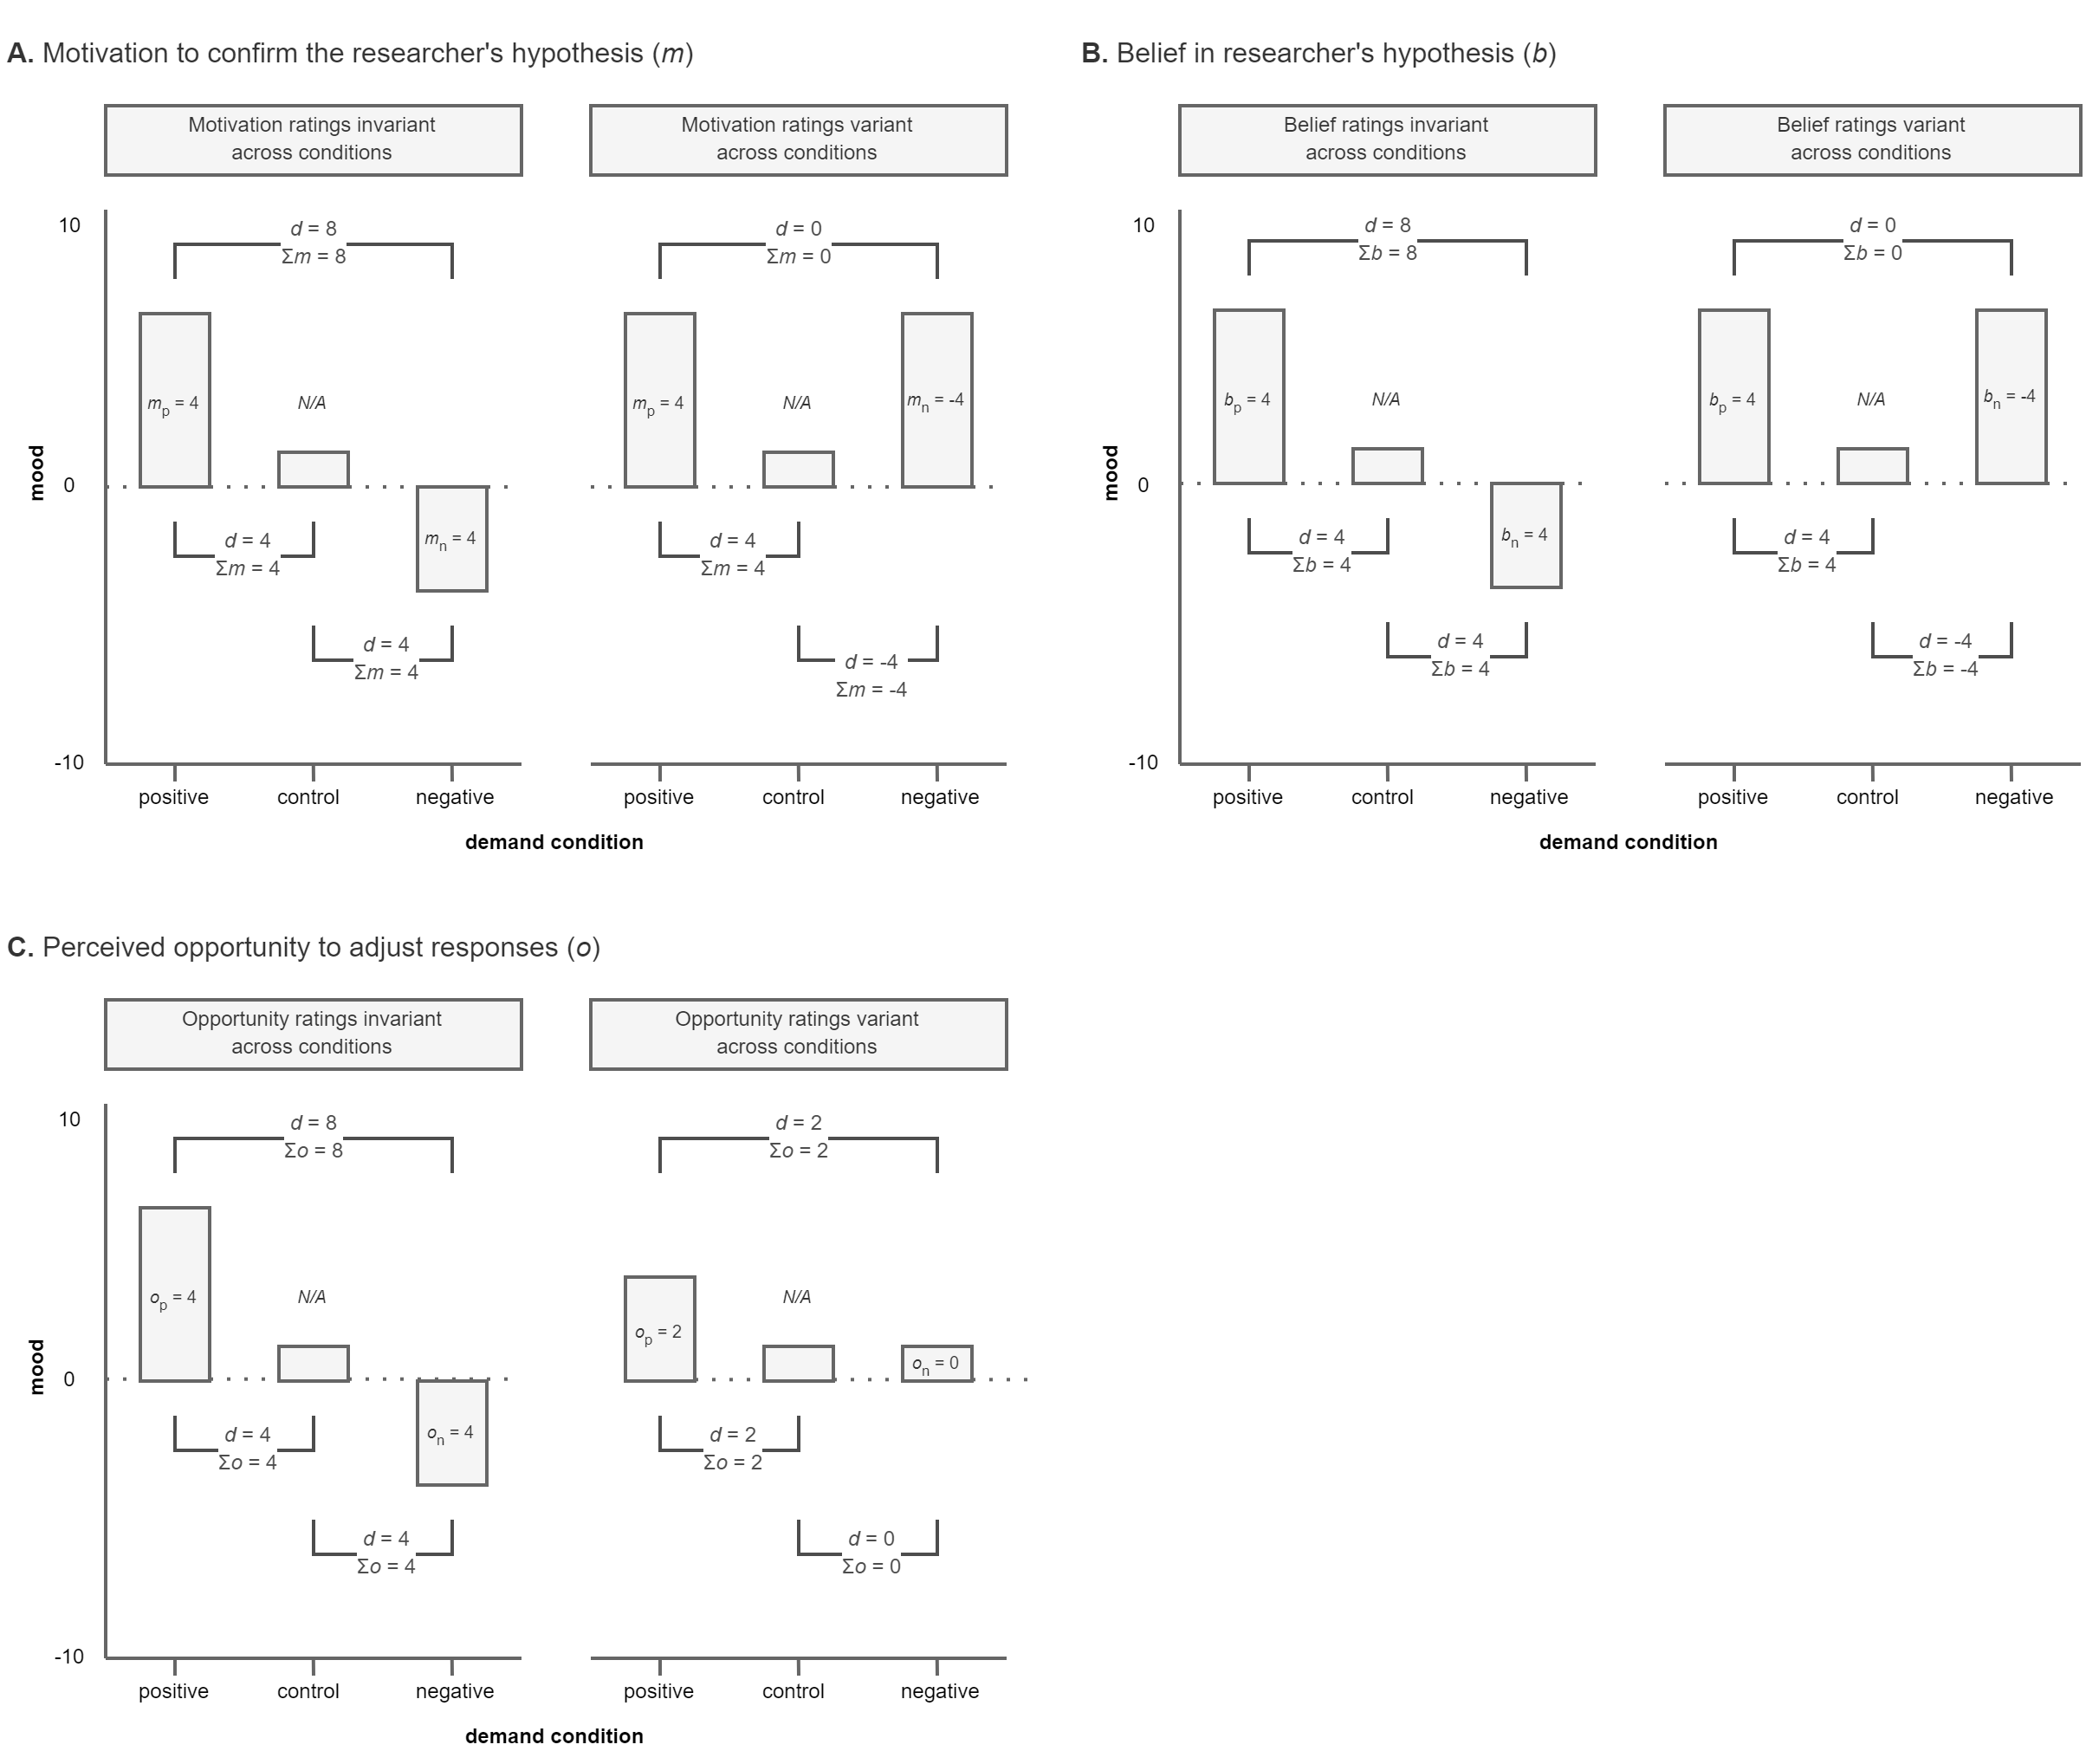 A. Motivation to confirm the researcher's hypothesis (m)
Motivation ratings invariant
across conditions
Motivation ratings variant
across conditions
10
0
-10
mood
d = 8
Σm = 8
mp = 4
N/A
mn = 4
d = 4
Σm = 4
d = 4
Σm = 4
d = 0
Σm = 0
mp = 4
N/A
mn = -4
d = 4
Σm = 4
d = -4
Σm = -4
positive control negative
positive control negative
demand condition
B. Belief in researcher's hypothesis (b)
Belief ratings invariant
across conditions
Belief ratings variant
across conditions
10
0
-10
mood
d = 8
Σb = 8
bp = 4
N/A
bn = 4
d = 4
Σb = 4
d = 4
Σb = 4
d = 0
Σb = 0
bp = 4
N/A
bn = -4
d = 4
Σb = 4
d = -4
Σb = -4
positive control negative
positive control negative
demand condition
C. Perceived opportunity to adjust responses (o)
Opportunity ratings invariant
across conditions
Opportunity ratings variant
across conditions
10
0
-10
mood
d = 8
Σo = 8
op = 4
N/A
on = 4
d = 4
Σo = 4
d = 4
Σo = 4
d = 2
Σo = 2
op = 2
N/A
on = 0
d = 2
Σo = 2
d = 0
Σo = 0
positive control negative
positive control negative
demand condition